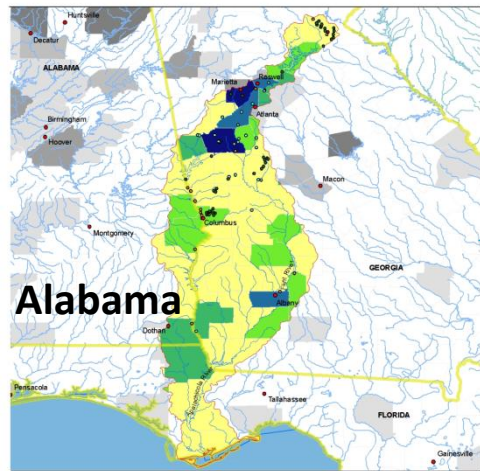 Huntsville
Decatur
ALABAMA
Marietta
Roswell
Atlanta
Birmingham
Hoover
Macon
Columbus
Montgomery
GEORGIA
Alabama
Albany
Dothan
Pensacola
Tallahassee
FLORIDA
Gainesville